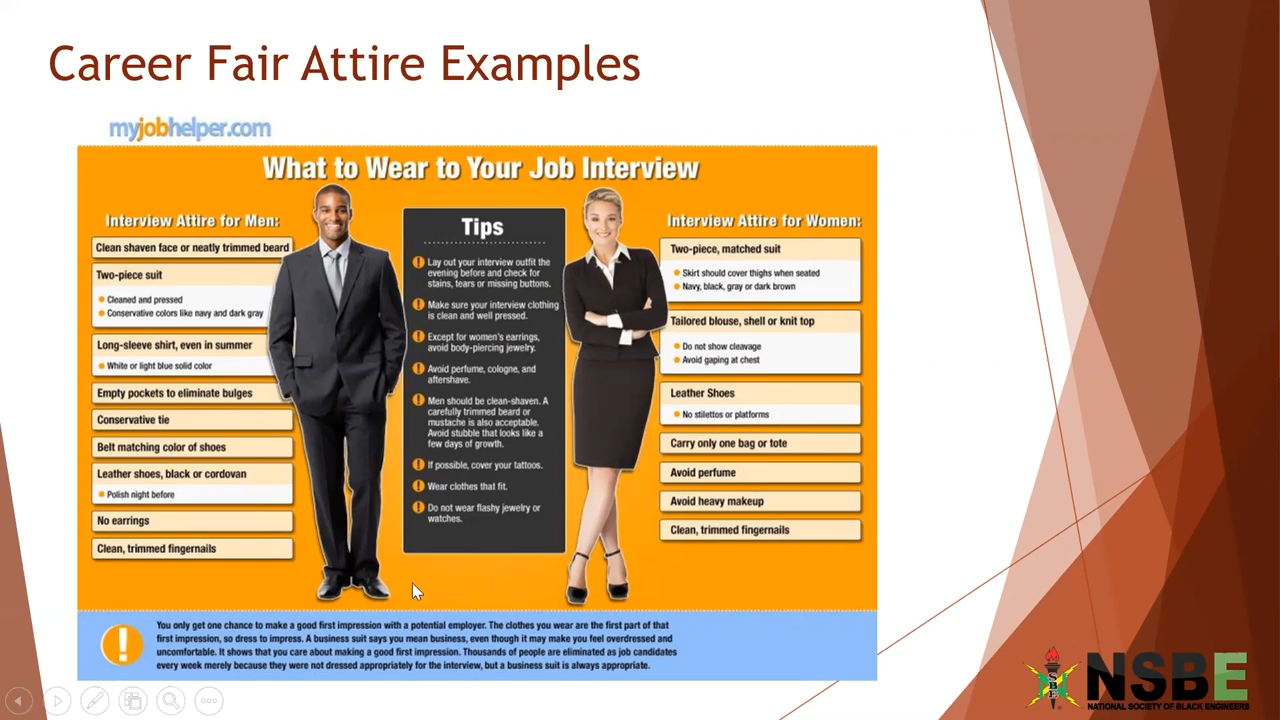 Career Fair Attire Examples
myjobhelper.com
What to Wear to Your Job Interview
Interview Attire for Men:
Clean shaven face or neatly trimmed beard
Two-piece suit
Cleaned and pressed
Conservative colors like navy and dark gray
Long-sleeve shirt, even in summer
White or light blue solid color
Empty pockets to eliminate bulges
Conservative tie
Belt matching color of shoes
Leather shoes, black or cordovan
Polish night before
No earrings
Clean, trimmed fingernails
Tips
Lay out your interview outfit the
evening before and check for
stains, tears or missing buttons.
Make sure your interview clothing
is clean and well pressed.
Except for women's earrings,
avoid body-piercing jewelry.
Avoid perfume, cologne, and
aftershave.
Men should be clean-shaven. A
carefully trimmed beard or
mustache is also acceptable.
Avoid stubble that looks like a
few days of growth.
If possible, cover your tattoos.
Wear clothes that fit.
Do not wear flashy jewelry or
watches.
Interview Attire for Women:
Two-piece, matched suit
Skirt should cover thighs when seated
Navy, black, gray or dark brown
Tailored blouse, shell or knit top
Do not show cleavage
Avoid gaping at chest
Leather Shoes
No stilettos or platforms
Carry only one bag or tote
Avoid perfume
Avoid heavy makeup
Clean, trimmed fingernails
You only get one chance to make a good first impression with a potential employer. The clothes you wear are the first part of that
first impression, so dress to impress. A business suit says you mean business, even though it may make you feel overdressed and
uncomfortable. It shows that you care about making a good first impression. Thousands of people are eliminated as job candidates
every week merely because they were not dressed appropriately for the interview, but a business suit is always appropriate.
NSBE
NATIONAL SOCIETY OF BLACK ENGINEERS